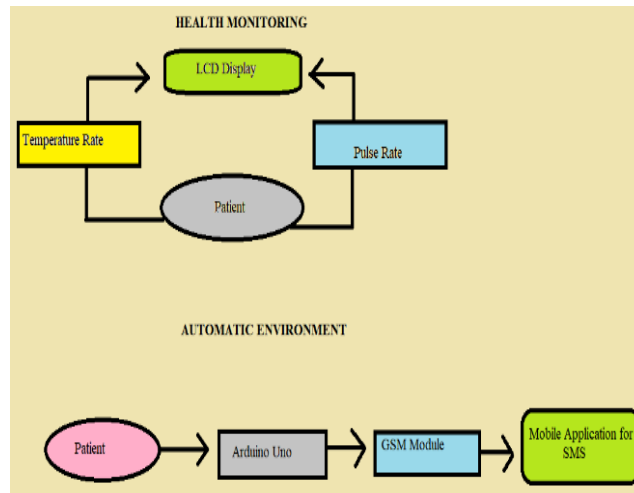 HEALTH MONITORING
LCD Display
Temperature Rate
Pulse Rate
Patient
AUTOMATIC ENVIRONMENT
Patient
Arduino Uno
GSM Module
Mobile Application for
SMS